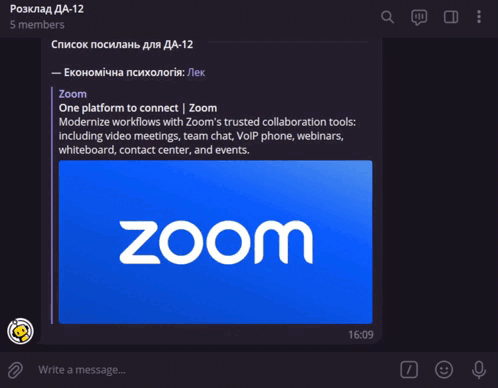 Розклад ДА-12
5 members
Список посилань для ДА-12
— Економічна психологія: Лек
Zoom
One platform to connect | Zoom
Modernize workflows with Zoom's trusted collaboration tools:
including video meetings, team chat, VoIP phone, webinars,
whiteboard, contact center, and events.
zoom
16:09
Write a message...